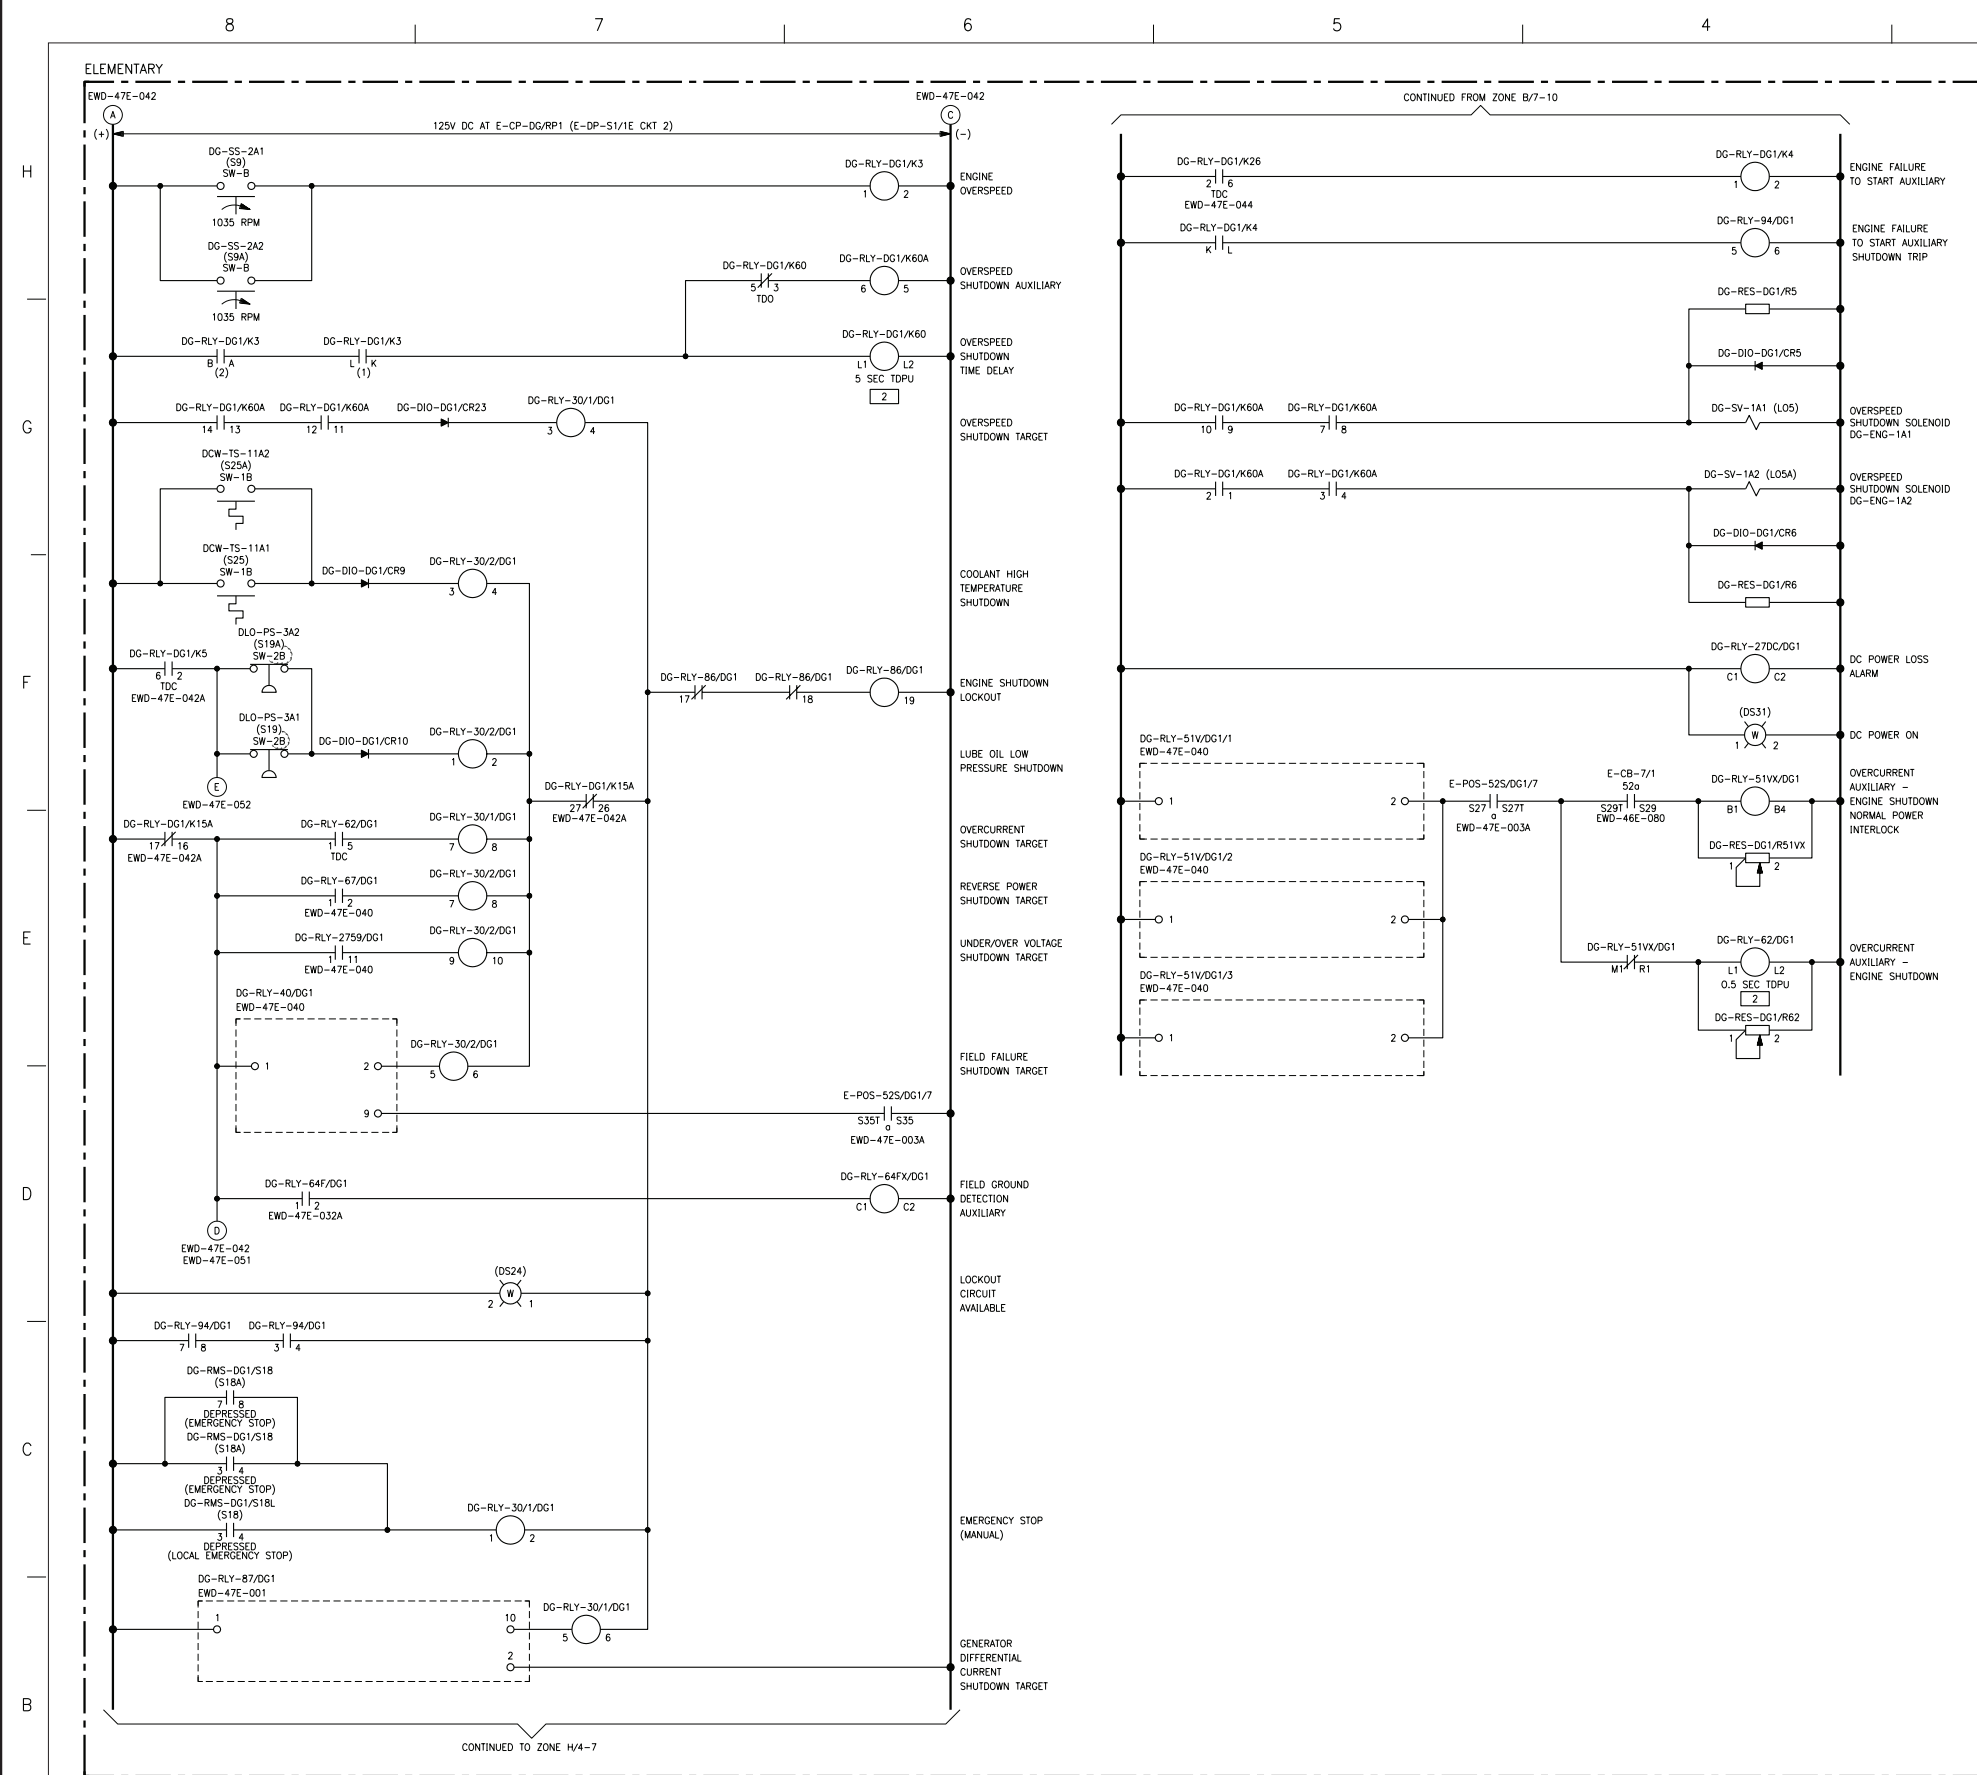 8
7
6
5
4
ELEMENTARY
EWD-47E-042
A
(+)
125V DC AT E-CP-DG/RP1 (E-DP-S1/1E CKT 2)
EWD-47E-042
C
(-)
H
DG-SS-2A1
(S9)
SW-B
1035 RPM
DG-RLY-DG1/K3
1 2
ENGINE
OVERSPEED
DG-SS-2A2
(S9A)
SW-B
1035 RPM
DG-RLY-DG1/K60
5 3
TDO
DG-RLY-DG1/K60A
6 5
OVERSPEED
SHUTDOWN AUXILIARY
DG-RLY-DG1/K3
B A
(2)
DG-RLY-DG1/K3
L K
(1)
DG-RLY-DG1/K60
L1 L2
5 SEC TDPU
2
OVERSPEED
SHUTDOWN
TIME DELAY
G
DG-RLY-DG1/K60A
14 13
DG-RLY-DG1/K60A
12 11
DG-DIO-DG1/CR23
DG-RLY-30/1/DG1
3 4
OVERSPEED
SHUTDOWN TARGET
DCW-TS-11A2
(S25A)
SW-1B
DCW-TS-11A1
(S25)
SW-1B
DG-DIO-DG1/CR9
DG-RLY-30/2/DG1
3 4
COOLANT HIGH
TEMPERATURE
SHUTDOWN
F
DG-RLY-DG1/K5
6 2
TDC
EWD-47E-042A
DLO-PS-3A2
(S19A)
SW-2B
DG-RLY-86/DG1
17
DG-RLY-86/DG1
18
DG-RLY-86/DG1
19
ENGINE SHUTDOWN
LOCKOUT
DLO-PS-3A1
(S19)
SW-2B
DG-DIO-DG1/CR10
DG-RLY-30/2/DG1
1 2
LUBE OIL LOW
PRESSURE SHUTDOWN
E
EWD-47E-052
DG-RLY-DG1/K15A
27 26
EWD-47E-042A
DG-RLY-DG1/K15A
17 16
EWD-47E-042A
DG-RLY-62/DG1
1 5
TDC
DG-RLY-30/1/DG1
7 8
OVERCURRENT
SHUTDOWN TARGET
DG-RLY-67/DG1
1 2
EWD-47E-040
DG-RLY-30/2/DG1
7 8
REVERSE POWER
SHUTDOWN TARGET
E
DG-RLY-2759/DG1
1 11
EWD-47E-040
DG-RLY-30/2/DG1
9 10
UNDER/OVER VOLTAGE
SHUTDOWN TARGET
DG-RLY-40/DG1
EWD-47E-040
1
2
9
DG-RLY-30/2/DG1
5 6
FIELD FAILURE
SHUTDOWN TARGET
E-POS-52S/DG1/7
S35T S35
a
EWD-47E-003A
D
DG-RLY-64F/DG1
1 2
EWD-47E-032A
DG-RLY-64FX/DG1
C1 C2
FIELD GROUND
DETECTION
AUXILIARY
D
EWD-47E-042
EWD-47E-051
(DS24)
W
2 1
LOCKOUT
CIRCUIT
AVAILABLE
DG-RLY-94/DG1
7 8
DG-RLY-94/DG1
3 4
C
DG-RMS-DG1/S18
(S18A)
7 8
DEPRESSED
(EMERGENCY STOP)
DG-RMS-DG1/S18
(S18A)
3 4
DEPRESSED
(EMERGENCY STOP)
DG-RMS-DG1/S18L
(S18)
3 4
DEPRESSED
(LOCAL EMERGENCY STOP)
DG-RLY-30/1/DG1
1 2
EMERGENCY STOP
(MANUAL)
DG-RLY-87/DG1
EWD-47E-001
1
10
2
DG-RLY-30/1/DG1
5 6
GENERATOR
DIFFERENTIAL
CURRENT
SHUTDOWN TARGET
B
CONTINUED TO ZONE H/4-7
CONTINUED FROM ZONE B/7-10
DG-RLY-DG1/K26
2 6
TDC
EWD-47E-044
DG-RLY-DG1/K4
1 2
ENGINE FAILURE
TO START AUXILIARY
DG-RLY-DG1/K4
K L
DG-RLY-94/DG1
5 6
ENGINE FAILURE
TO START AUXILIARY
SHUTDOWN TRIP
DG-RES-DG1/R5
DG-DIO-DG1/CR5
DG-RLY-DG1/K60A
10 9
DG-RLY-DG1/K60A
7 8
DG-SV-1A1 (LO5)
OVERSPEED
SHUTDOWN SOLENOID
DG-ENG-1A1
DG-RLY-DG1/K60A
2 1
DG-RLY-DG1/K60A
3 4
DG-SV-1A2 (LO5A)
OVERSPEED
SHUTDOWN SOLENOID
DG-ENG-1A2
DG-DIO-DG1/CR6
DG-RES-DG1/R6
DG-RLY-27DC/DG1
C1 C2
DC POWER LOSS
ALARM
(DS31)
W
1 2
DC POWER ON
DG-RLY-51V/DG1/1
EWD-47E-040
1
2
E-POS-52S/DG1/7
S27 S27T
a
EWD-47E-003A
E-CB-7/1
52a
S29T S29
EWD-46E-080
DG-RLY-51VX/DG1
B1 B4
OVERCURRENT
AUXILIARY -
ENGINE SHUTDOWN
NORMAL POWER
INTERLOCK
DG-RES-DG1/R51VX
1 2
DG-RLY-51V/DG1/2
EWD-47E-040
1
2
DG-RLY-51VX/DG1
M1 R1
DG-RLY-62/DG1
L1 L2
0.5 SEC TDPU
2
OVERCURRENT
AUXILIARY -
ENGINE SHUTDOWN
DG-RES-DG1/R62
1 2
DG-RLY-51V/DG1/3
EWD-47E-040
1
2